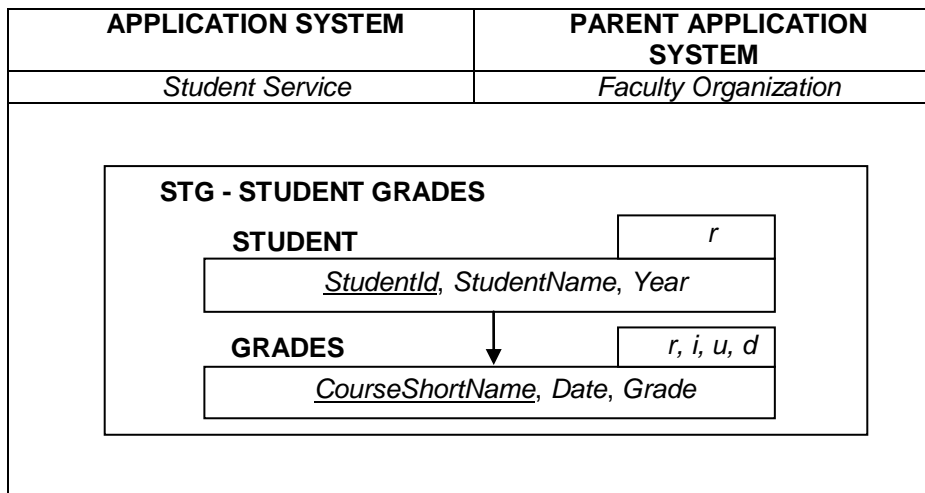 APPLICATION SYSTEM
PARENT APPLICATION
SYSTEM
Student Service
Faculty Organization
STG - STUDENT GRADES
STUDENT
r
StudentId, StudentName, Year
GRADES
r, i, u, d
CourseShortName, Date, Grade